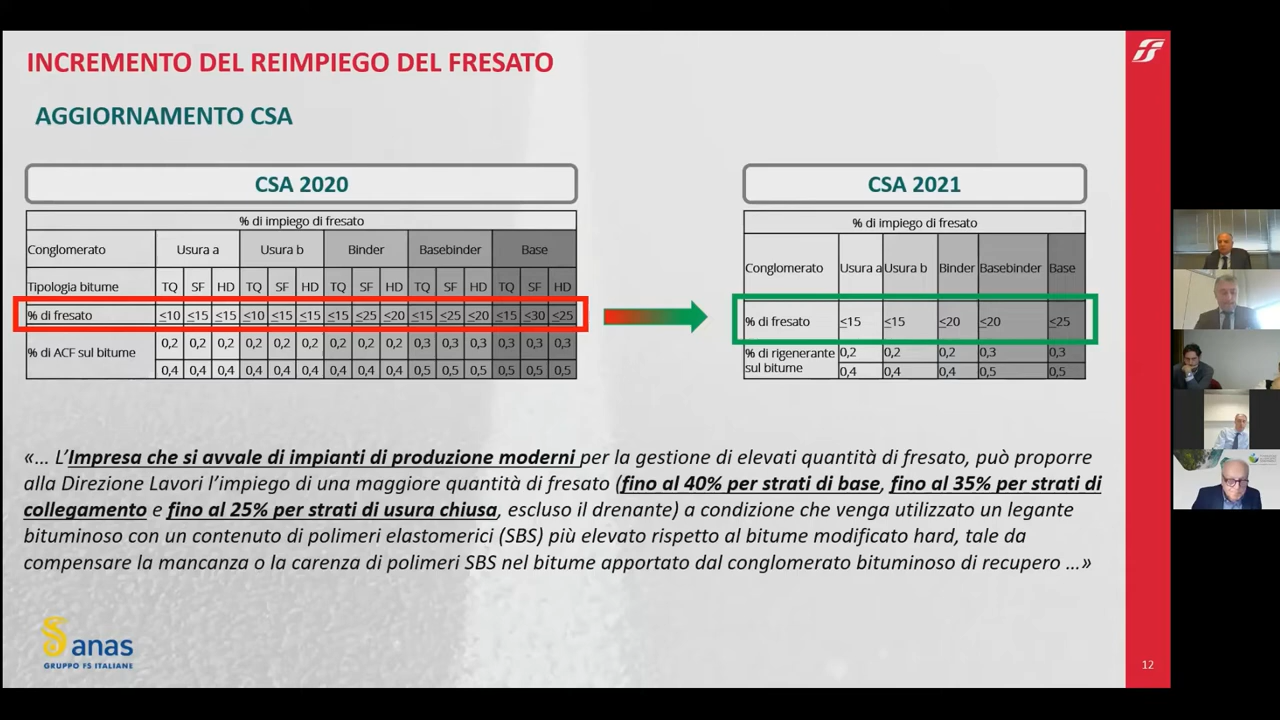 INCREMENTO DEL REIMPIEGO DEL FRESATO
AGGIORNAMENTO CSA
CSA 2020
% di impiego di fresato
Conglomerato Usura a Usura b Binder Basebinder Base
Tipologia bitume TQ SF HD TQ SF HD TQ SF HD TQ SF HD TQ SF HD
% di fresato ≤10 ≤15 ≤15 ≤10 ≤15 ≤15 ≤15 ≤25 ≤20 ≤15 ≤25 ≤20 ≤15 ≤30 ≤25
% di ACF sul bitume 0,2 0,2 0,2 0,2 0,2 0,2 0,2 0,2 0,2 0,3 0,3 0,3 0,3 0,3 0,3
0,4 0,4 0,4 0,4 0,4 0,4 0,4 0,4 0,4 0,5 0,5 0,5 0,5 0,5 0,5
CSA 2021
% di impiego di fresato
Conglomerato Usura a Usura b Binder Basebinder Base
% di fresato ≤15 ≤15 ≤20 ≤20 ≤25
% di rigenerante 0,2 0,2 0,2 0,3 0,3
sul bitume 0,4 0,4 0,4 0,5 0,5
«… L’Impresa che si avvale di impianti di produzione moderni per la gestione di elevati quantità di fresato, può proporre
alla Direzione Lavori l’impiego di una maggiore quantità di fresato (fino al 40% per strati di base, fino al 35% per strati di
collegamento e fino al 25% per strati di usura chiusa, escluso il drenante) a condizione che venga utilizzato un legante
bituminoso con un contenuto di polimeri elastomerici (SBS) più elevato rispetto al bitume modificato hard, tale da
compensare la mancanza o la carenza di polimeri SBS nel bitume apportato dal conglomerato bituminoso di recupero …»
anas
GRUPPO FS ITALIANE
12